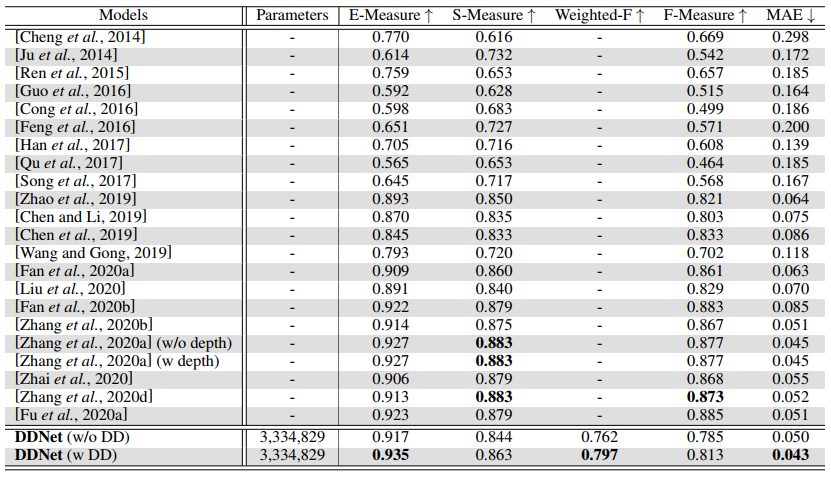 Models Parameters E-Measure ↑ S-Measure ↑ Weighted-F ↑ F-Measure ↑ MAE ↓
[Cheng et al., 2014] - 0.770 0.616 - 0.669 0.298
[Ju et al., 2014] - 0.614 0.732 - 0.542 0.172
[Ren et al., 2015] - 0.759 0.653 - 0.657 0.185
[Guo et al., 2016] - 0.592 0.628 - 0.515 0.164
[Cong et al., 2016] - 0.598 0.683 - 0.499 0.186
[Feng et al., 2016] - 0.651 0.727 - 0.571 0.200
[Han et al., 2017] - 0.705 0.716 - 0.608 0.139
[Qu et al., 2017] - 0.565 0.653 - 0.464 0.185
[Song et al., 2017] - 0.645 0.717 - 0.568 0.167
[Zhao et al., 2019] - 0.893 0.850 - 0.821 0.064
[Chen and Li, 2019] - 0.870 0.835 - 0.803 0.075
[Chen et al., 2019] - 0.845 0.833 - 0.833 0.086
[Wang and Gong, 2019] - 0.793 0.720 - 0.702 0.118
[Fan et al., 2020a] - 0.909 0.860 - 0.861 0.063
[Liu et al., 2020] - 0.891 0.840 - 0.829 0.070
[Fan et al., 2020b] - 0.922 0.879 - 0.883 0.085
[Zhang et al., 2020b] - 0.914 0.875 - 0.867 0.051
[Zhang et al., 2020a] (w/o depth) - 0.927 0.883 - 0.877 0.045
[Zhang et al., 2020a] (w depth) - 0.927 0.883 - 0.877 0.045
[Zhai et al., 2020] - 0.906 0.879 - 0.868 0.055
[Zhang et al., 2020d] - 0.913 0.883 - 0.873 0.052
[Fu et al., 2020a] - 0.923 0.879 - 0.885 0.051
DDNet (w/o DD) 3,334,829 0.917 0.844 0.762 0.785 0.050
DDNet (w DD) 3,334,829 0.935 0.863 0.797 0.813 0.043